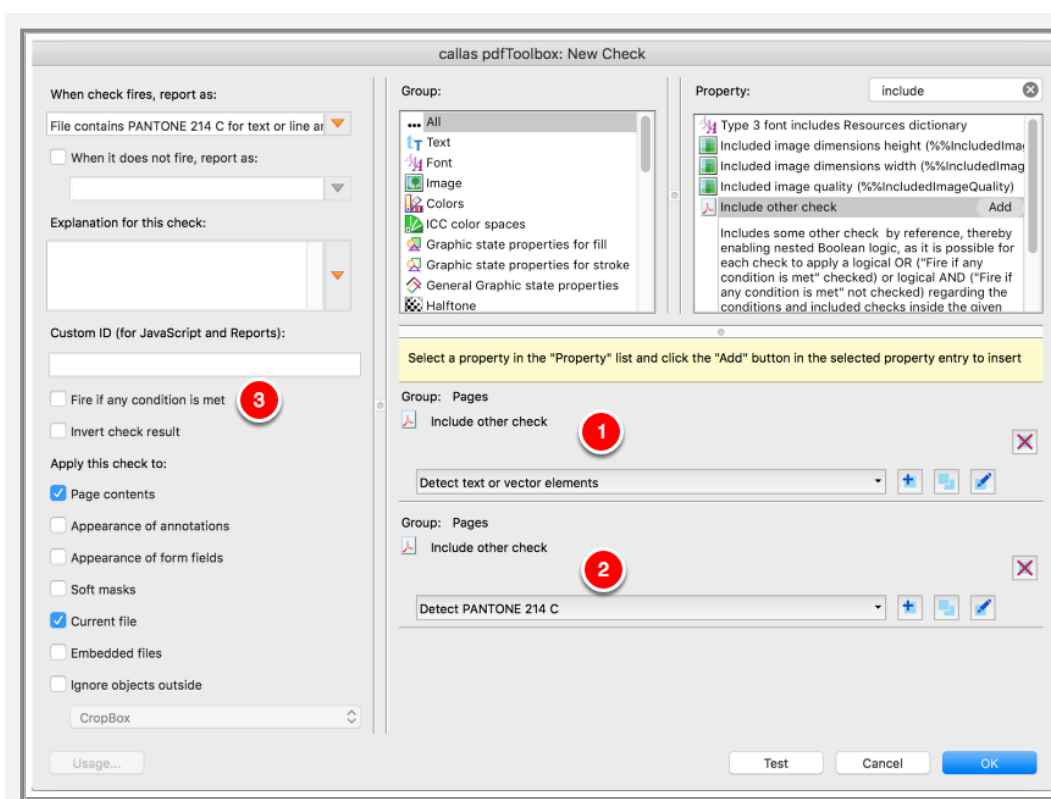 callas pdfToolbox: New Check
When check fires, report as:
File contains PANTONE 214 C for text or line ar
When it does not fire, report as:
Explanation for this check:
Custom ID (for JavaScript and Reports):
Fire if any condition is met
3
Invert check result
Apply this check to:
Page contents
Appearance of annotations
Appearance of form fields
Soft masks
Current file
Embedded files
Ignore objects outside
CropBox
Usage...
Group:
... All
Text
Font
Image
Colors
ICC color spaces
Graphic state properties for fill
Graphic state properties for stroke
General Graphic state properties
Halftone
Property:
include
Type 3 font includes Resources dictionary
Included image dimensions height (%%IncludedImag
Included image dimensions width (%%IncludedImag
Included image quality (%%IncludedImageQuality)
Include other check
Add
Includes some other check by reference, thereby
enabling nested Boolean logic, as it is possible for
each check to apply a logical OR ("Fire if any
condition is met" checked) or logical AND ("Fire if
any condition is met" not checked) regarding the
conditions and included checks inside the given
Select a property in the "Property" list and click the "Add" button in the selected property entry to insert
Group: Pages
Include other check
1
Detect text or vector elements
Group: Pages
Include other check
2
Detect PANTONE 214 C
Test
Cancel
OK